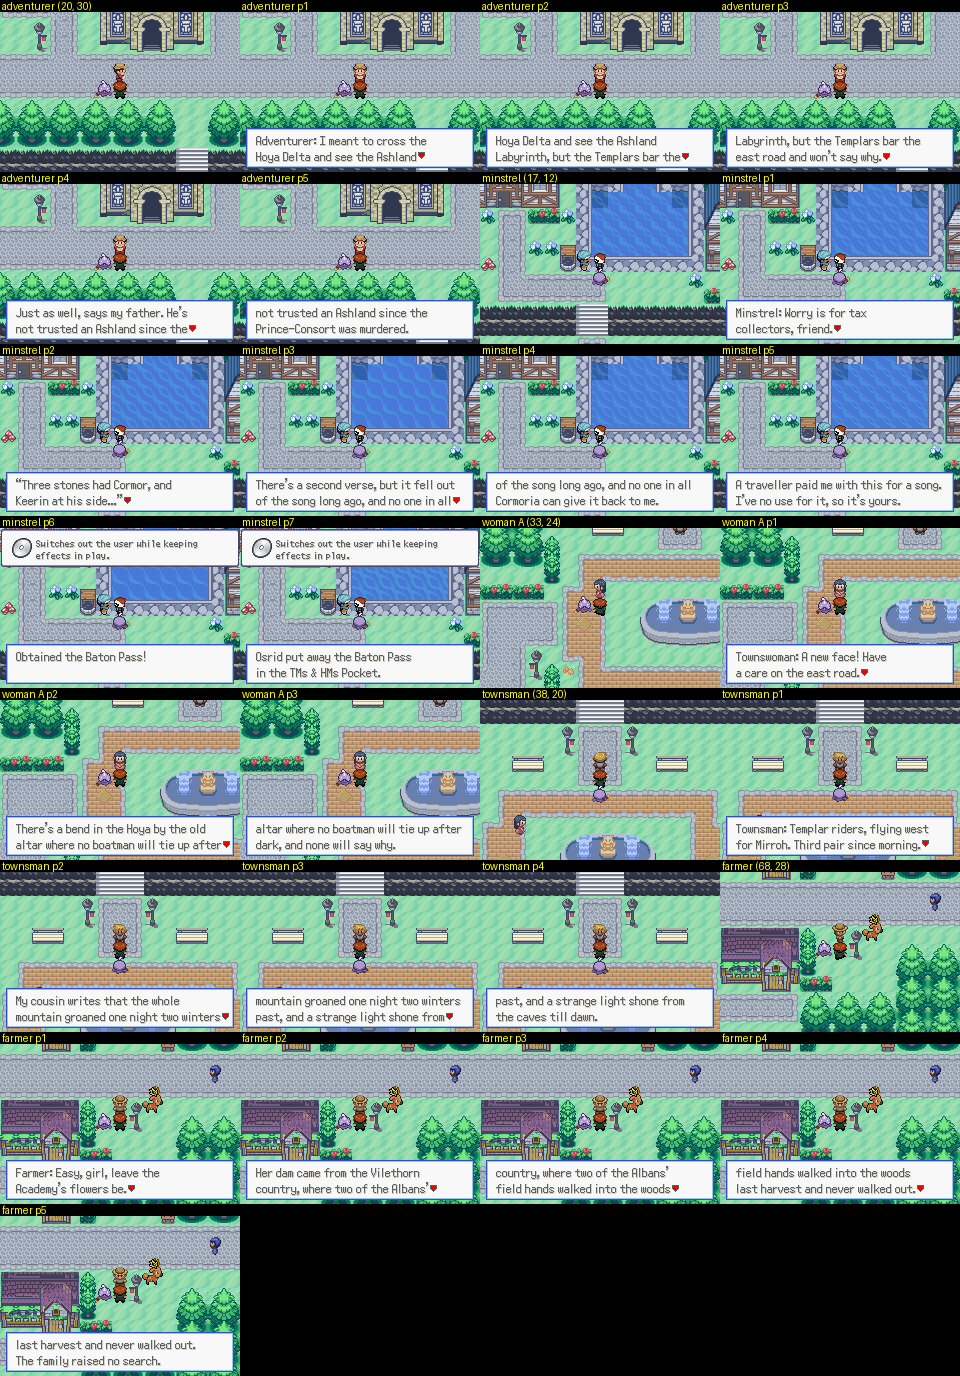 adventurer (20, 30)
adventurer p1
adventurer p2
adventurer p3
Adventurer: I meant to cross the
Hoya Delta and see the Ashland
Hoya Delta and see the Ashland
Labyrinth, but the Templars bar the
Labyrinth, but the Templars bar the
east road and won't say why.
adventurer p4
adventurer p5
minstrel (17, 12)
minstrel p1
Just as well, says my father. He's
not trusted an Ashland since the
not trusted an Ashland since the
Prince-Consort was murdered.
Minstrel: Worry is for tax
collectors, friend.
minstrel p2
minstrel p3
minstrel p4
minstrel p5
"Three stones had Cormor, and
Keerin at his side..."
There's a second verse, but it fell out
of the song long ago, and no one in all
of the song long ago, and no one in all
Cormoria can give it back to me.
A traveller paid me with this for a song.
I've no use for it, so it's yours.
minstrel p6
minstrel p7
woman A (33, 24)
woman A p1
Switches out the user while keeping
effects in play.
Switches out the user while keeping
effects in play.
Obtained the Baton Pass!
Osrid put away the Baton Pass
in the TMs & HMs Pocket.
Townswoman: A new face! Have
a care on the east road.
woman A p2
woman A p3
townsman (38, 20)
townsman p1
There's a bend in the Hoya by the old
altar where no boatman will tie up after
altar where no boatman will tie up after
dark, and none will say why.
Townsman: Templar riders, flying west
for Mirroh. Third pair since morning.
townsman p2
townsman p3
townsman p4
farmer (68, 28)
My cousin writes that the whole
mountain groaned one night two winters
mountain groaned one night two winters
past, and a strange light shone from
past, and a strange light shone from
the caves till dawn.
farmer p1
farmer p2
farmer p3
farmer p4
Farmer: Easy, girl, leave the
Academy's flowers be.
Her dam came from the Vilethorn
country, where two of the Albans'
country, where two of the Albans'
field hands walked into the woods
field hands walked into the woods
last harvest and never walked out.
farmer p5
last harvest and never walked out.
The family raised no search.